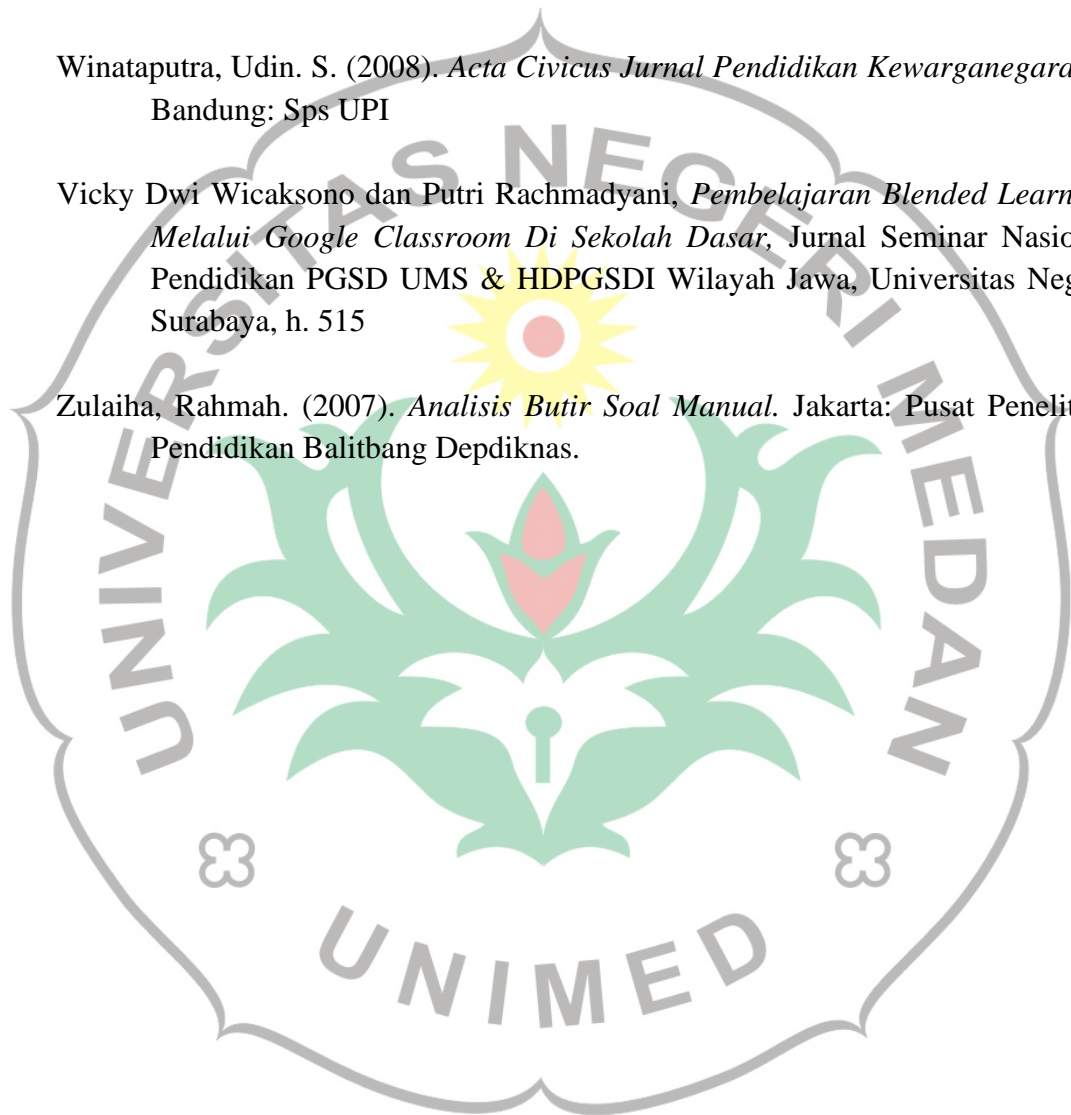 Winataputra, Udin. S. (2008). Acta Civicus Jurnal Pendidikan Kewarganegara
Bandung: Sps UPI
Vicky Dwi Wicaksono dan Putri Rachmadyani, Pembelajaran Blended Learn
Melalui Google Classroom Di Sekolah Dasar, Jurnal Seminar Nasio
Pendidikan PGSD UMS & HDPGSDI Wilayah Jawa, Universitas Neg
Surabaya, h. 515
Zulaiha, Rahmah. (2007). Analisis Butir Soal Manual. Jakarta: Pusat Penelit
Pendidikan Balitbang Depdiknas.
UNIVERSITAS NEGERI MEDAN
UNIMED